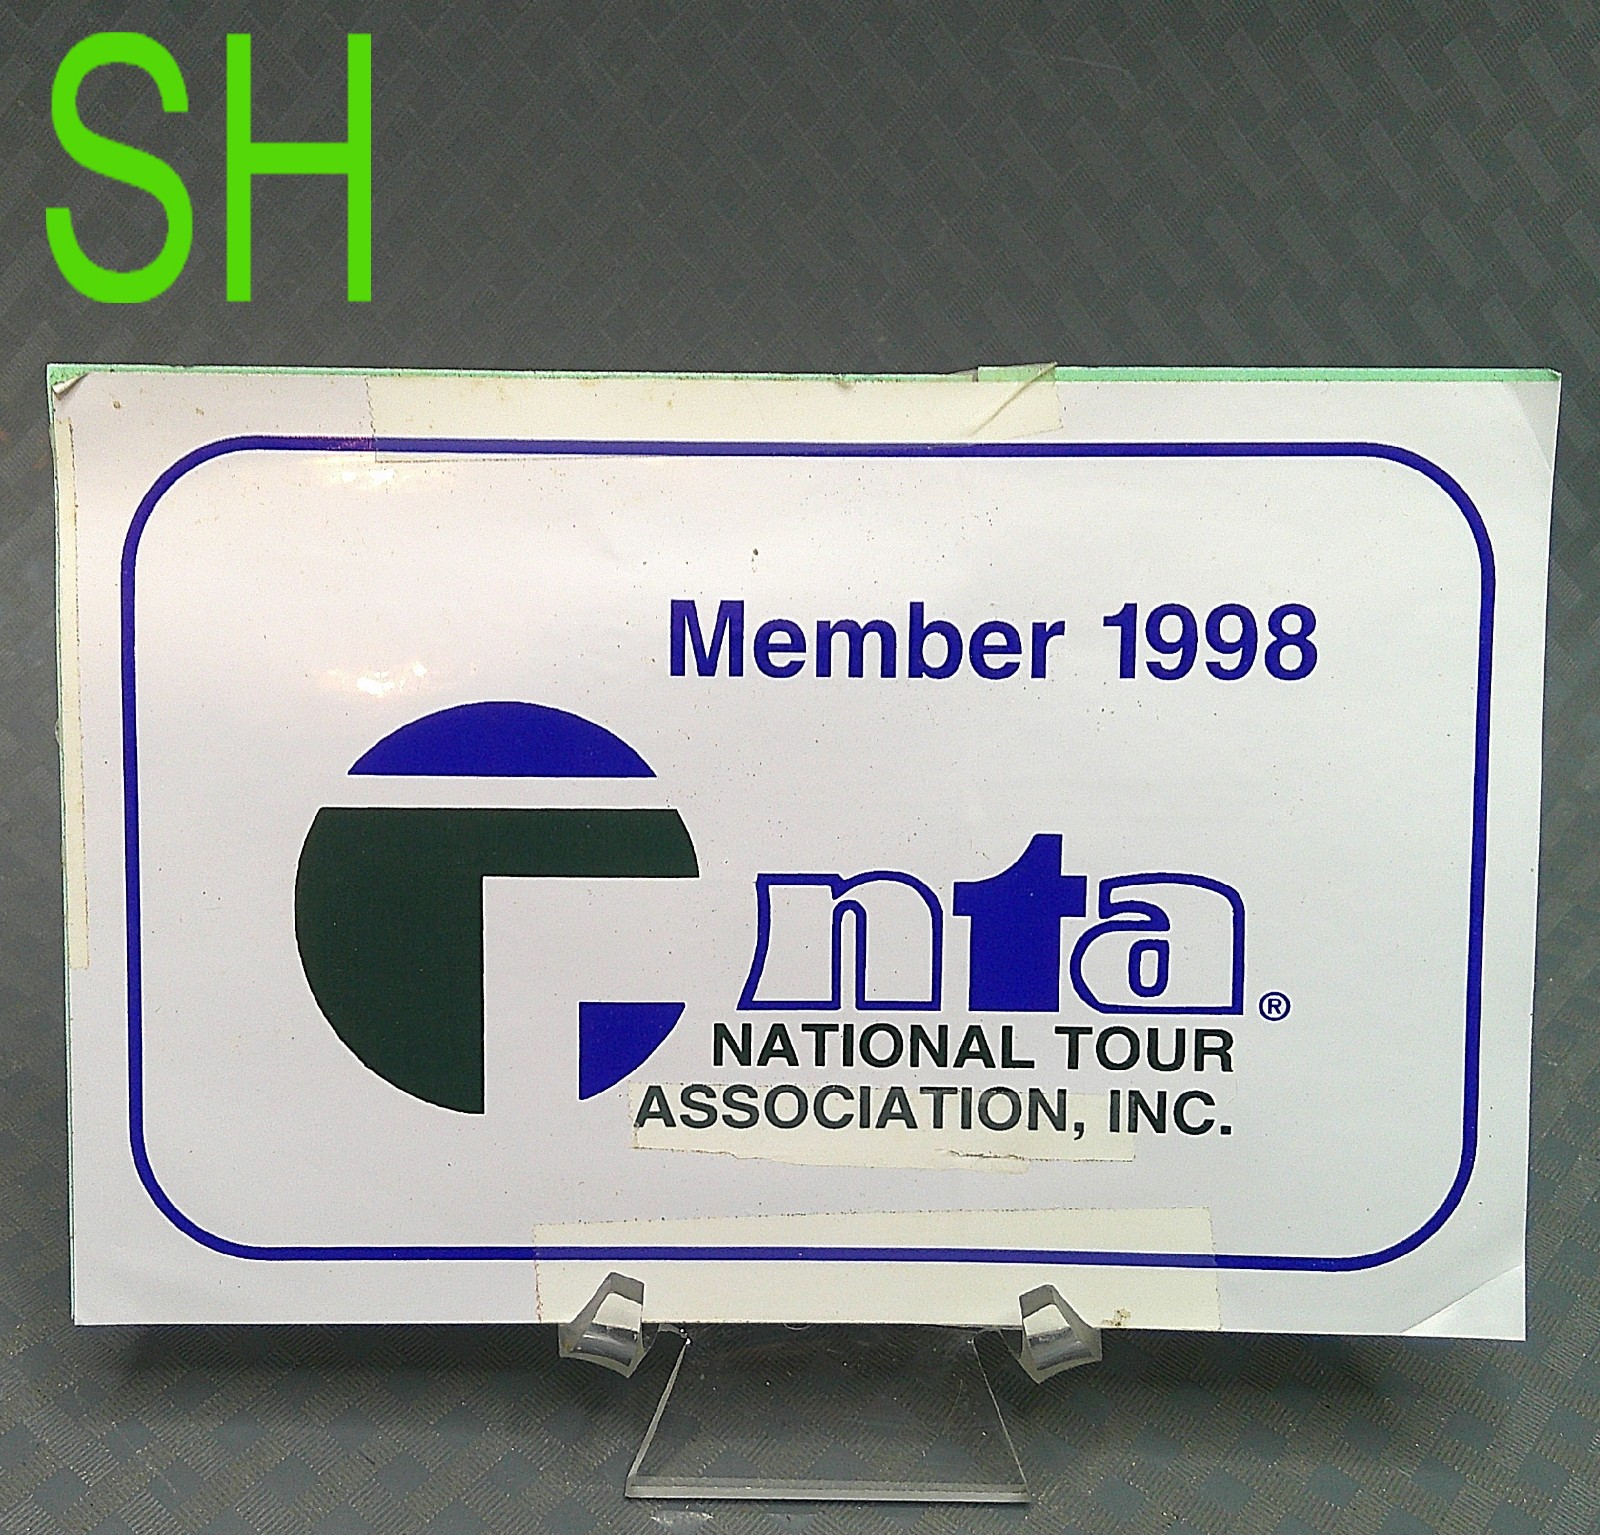 SH
Member 1998
nta®
NATIONAL TOUR
ASSOCIATION, INC.